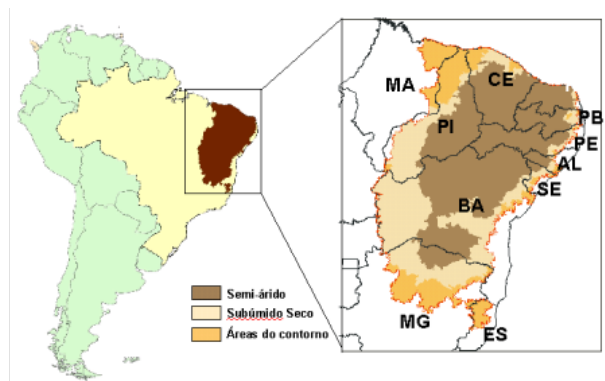 MA
CE
PI
PB
PE
AL
SE
BA
MG
ES
Semi-árido
Subúmido Seco
Áreas do contorno